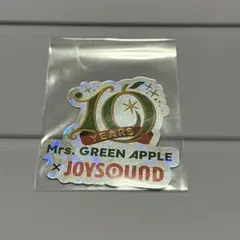 10
YEARS
Mrs. GREEN APPLE
× JOYSOUND